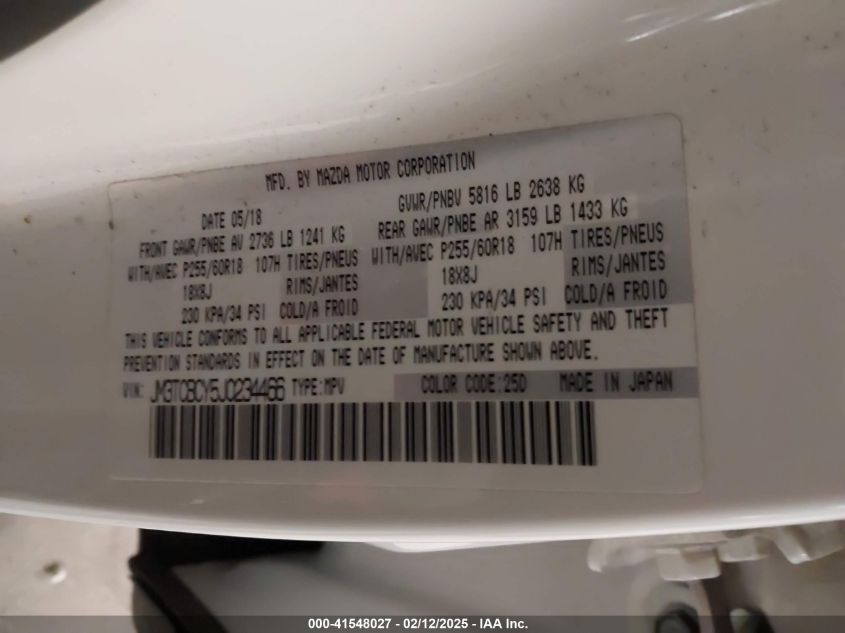 MFD. BY MAZDA MOTOR CORPORATION
DATE 05/18 GVWR/PNBV 5816 LB 2638 KG
FRONT GAWR/PNBE AV 2736 LB 1241 KG REAR GAWR/PNBE AR 3159 LB 1433 KG
WITH/AVEC P255/60R18 107H TIRES/PNEUS WITH/AVEC P255/60R18 107H TIRES/PNEUS
18X8J RIMS/JANTES 18X8J RIMS/JANTES
230 KPA/34 PSI COLD/A FROID 230 KPA/34 PSI COLD/A FROID
THIS VEHICLE CONFORMS TO ALL APPLICABLE FEDERAL MOTOR VEHICLE SAFETY AND THEFT
PREVENTION STANDARDS IN EFFECT ON THE DATE OF MANUFACTURE SHOWN ABOVE.
VIN: JM3TCBCY5J0234466 TYPE:MPV COLOR CODE:25D MADE IN JAPAN
000-41548027 - 02/12/2025 - IAA Inc.